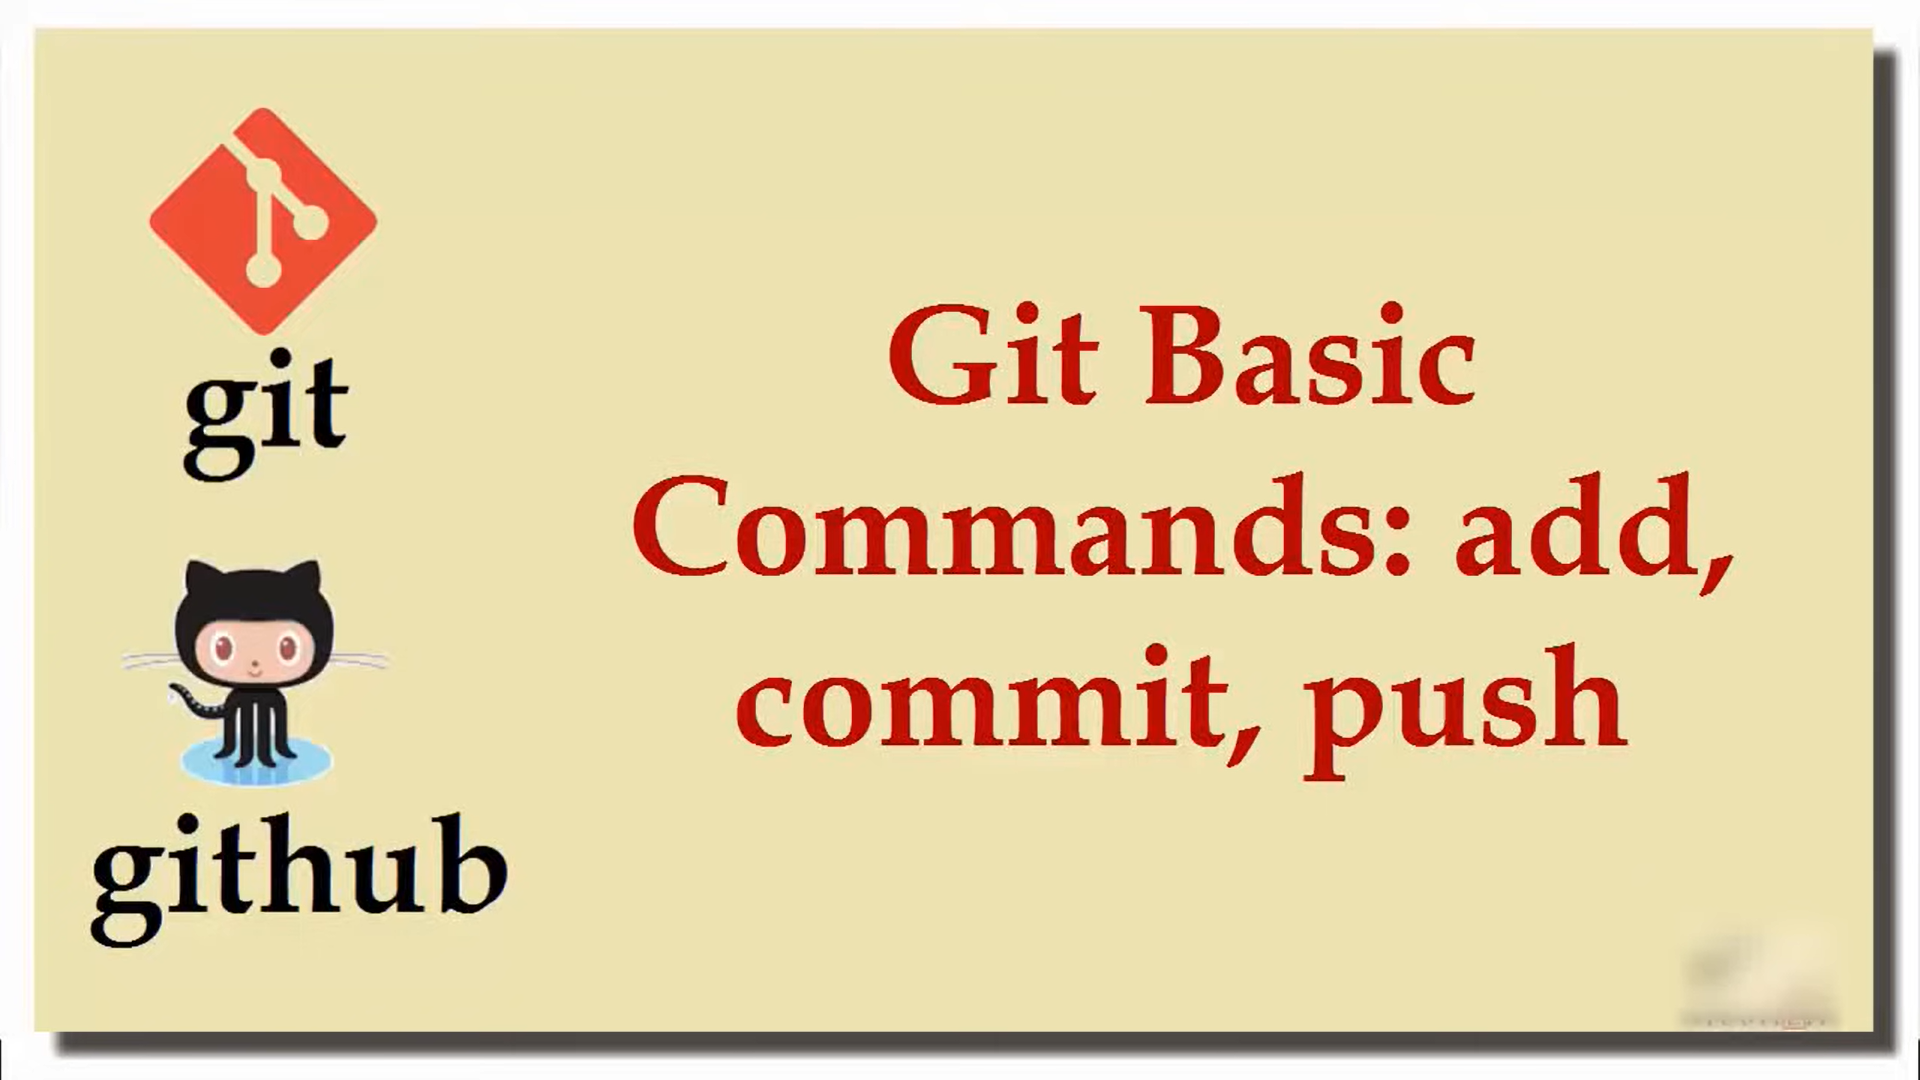 git
github
Git Basic
Commands: add,
commit, push